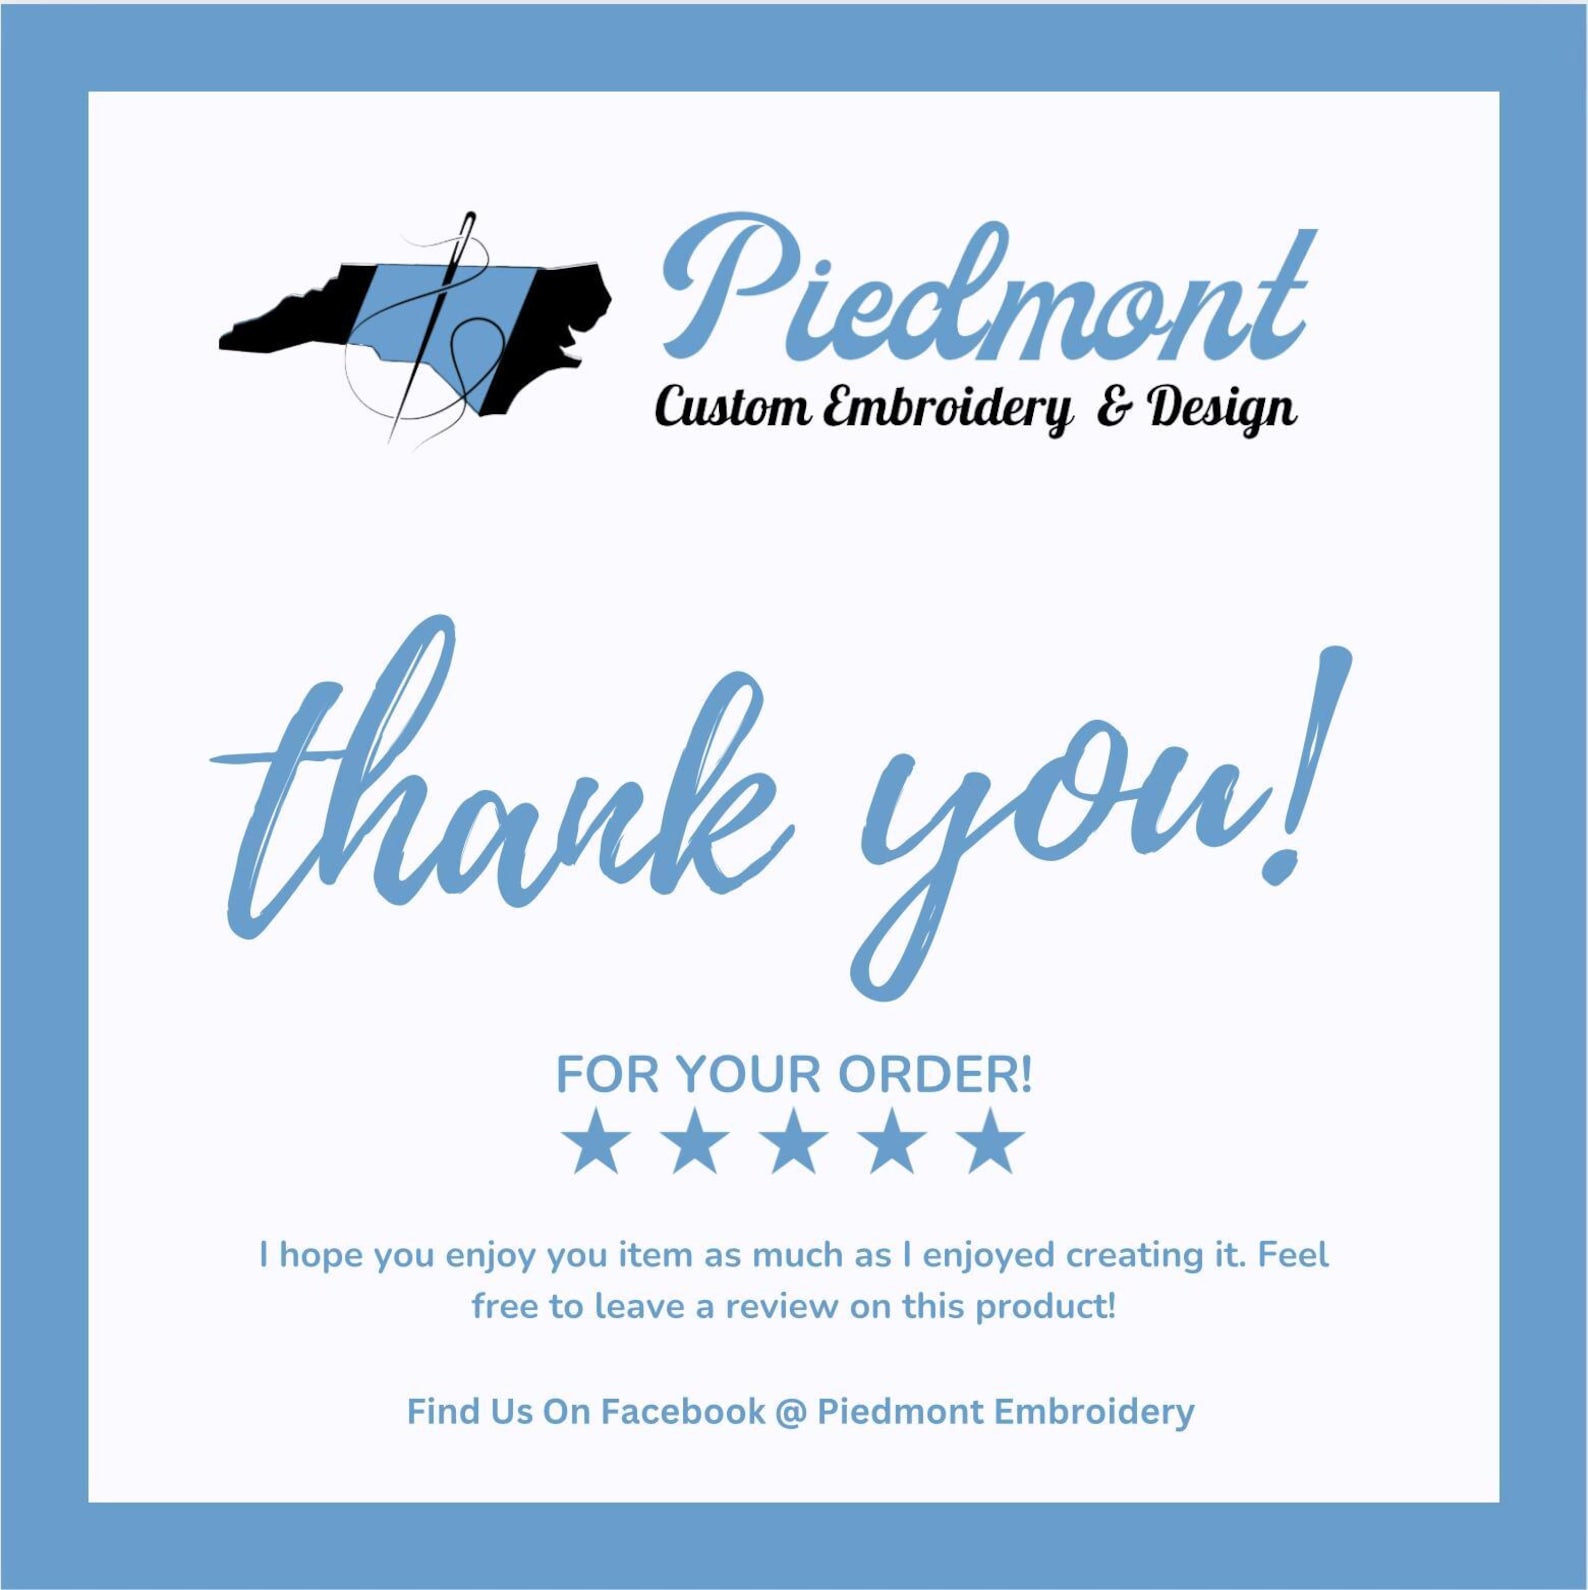 Piedmont
Custom Embroidery & Design
thank you!
FOR YOUR ORDER!
I hope you enjoy you item as much as I enjoyed creating it. Feel
free to leave a review on this product!
Find Us On Facebook @ Piedmont Embroidery